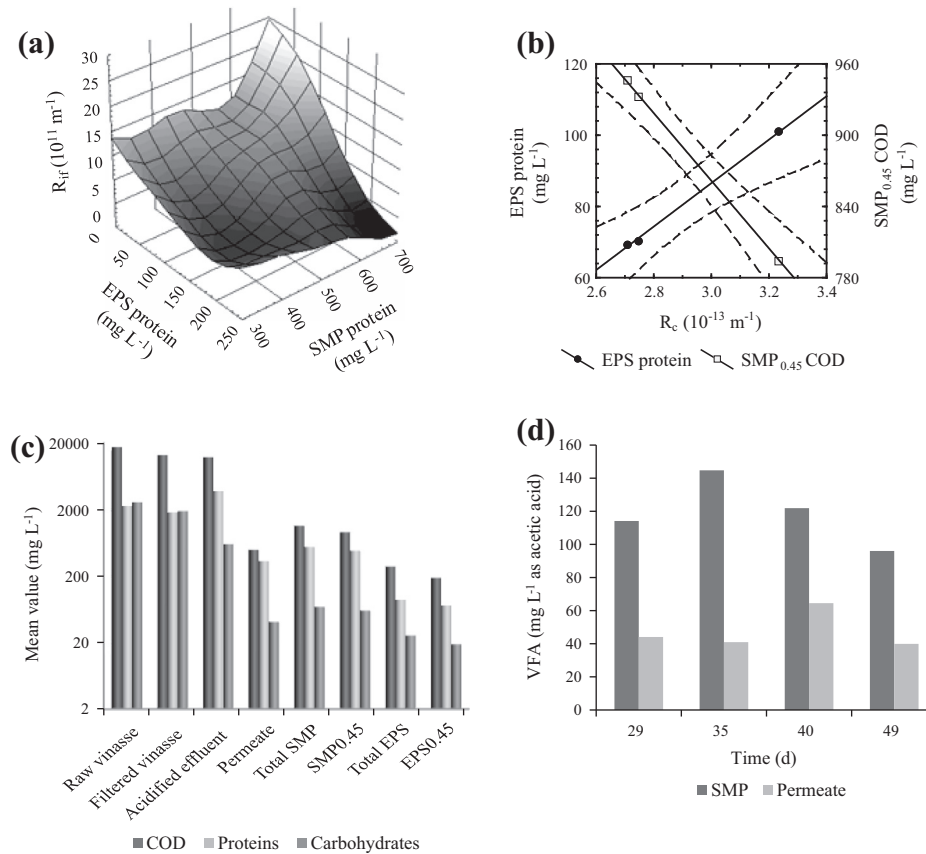 (a)
30
25
20
15
10
5
0
R_if (10^11 m^-1)
0
50
100
150
200
250
EPS protein
(mg L^-1)
300
400
500
600
700
SMP protein
(mg L^-1)
(b)
120
100
80
60
EPS protein
(mg L^-1)
960
900
840
780
SMP_0.45 COD
(mg L^-1)
2.6 2.8 3.0 3.2 3.4
R_c (10^-13 m^-1)
EPS protein SMP_0.45 COD
(c)
20000
2000
200
20
2
Mean value (mg L^-1)
Raw vinasse
Filtered vinasse
Acidified effluent
Permeate
Total SMP
SMP0.45
Total EPS
EPS0.45
COD Proteins Carbohydrates
(d)
160
140
120
100
80
60
40
20
0
VFA (mg L^-1 as acetic acid)
29 35 40 49
Time (d)
SMP Permeate